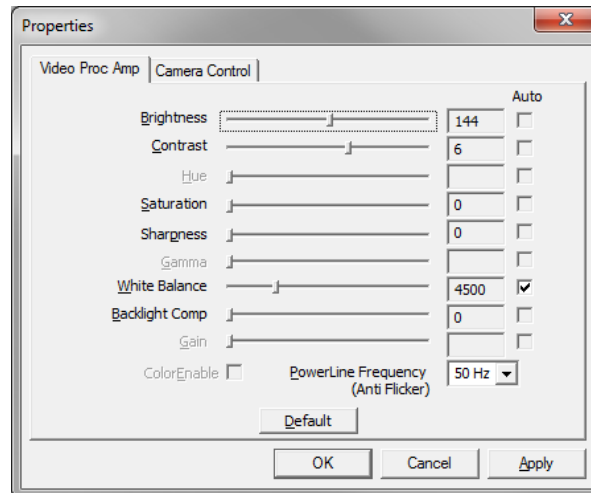 Properties
Video Proc Amp Camera Control
Auto
Brightness 144
Contrast 6
Hue
Saturation 0
Sharpness 0
Gamma
White Balance 4500
Backlight Comp 0
Gain
ColorEnable PowerLine Frequency 50 Hz
(Anti Flicker)
Default
OK Cancel Apply